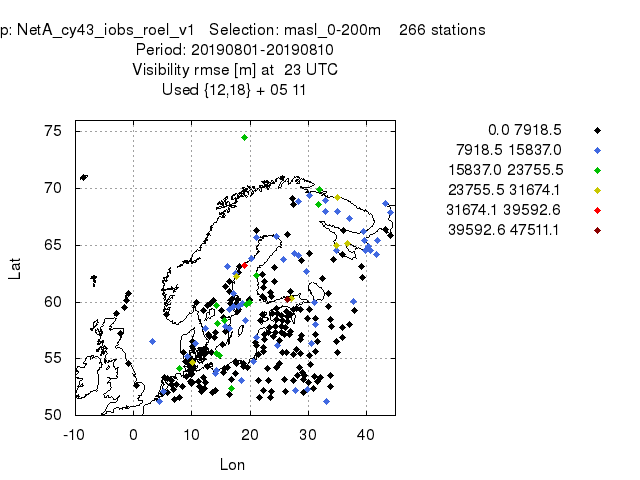 p: NetA_cy43_iobs_roel_v1 Selection: masl_0-200m 266 stations
Period: 20190801-20190810
Visibility rmse [m] at 23 UTC
Used {12,18} + 05 11
75
70
65
60
55
50
Lat
-10 0 10 20 30 40
Lon
0.0 7918.5
7918.5 15837.0
15837.0 23755.5
23755.5 31674.1
31674.1 39592.6
39592.6 47511.1